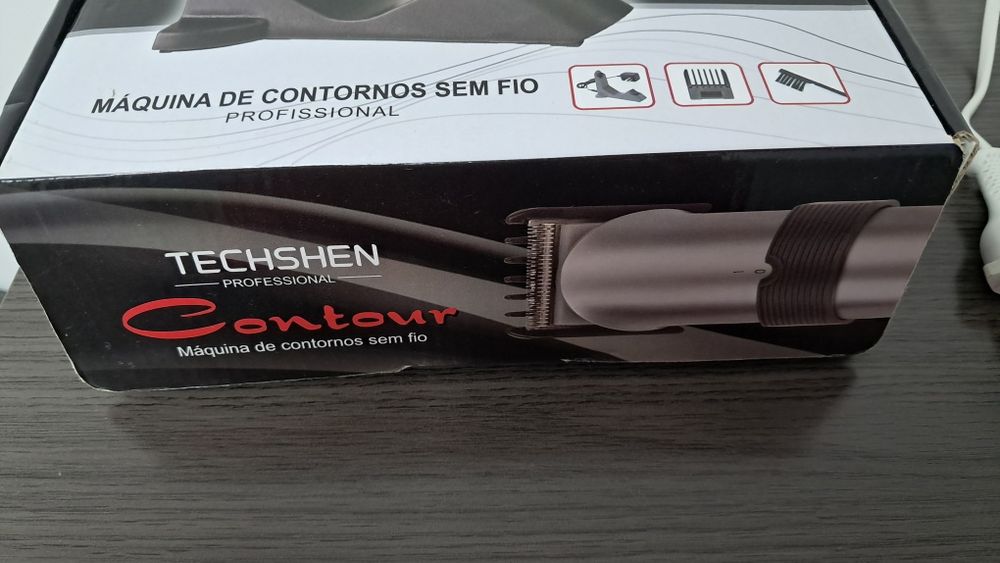 MÁQUINA DE CONTORNOS SEM FIO
PROFISSIONAL
TECHSHEN
PROFESSIONAL
Contour
Máquina de contornos sem fio